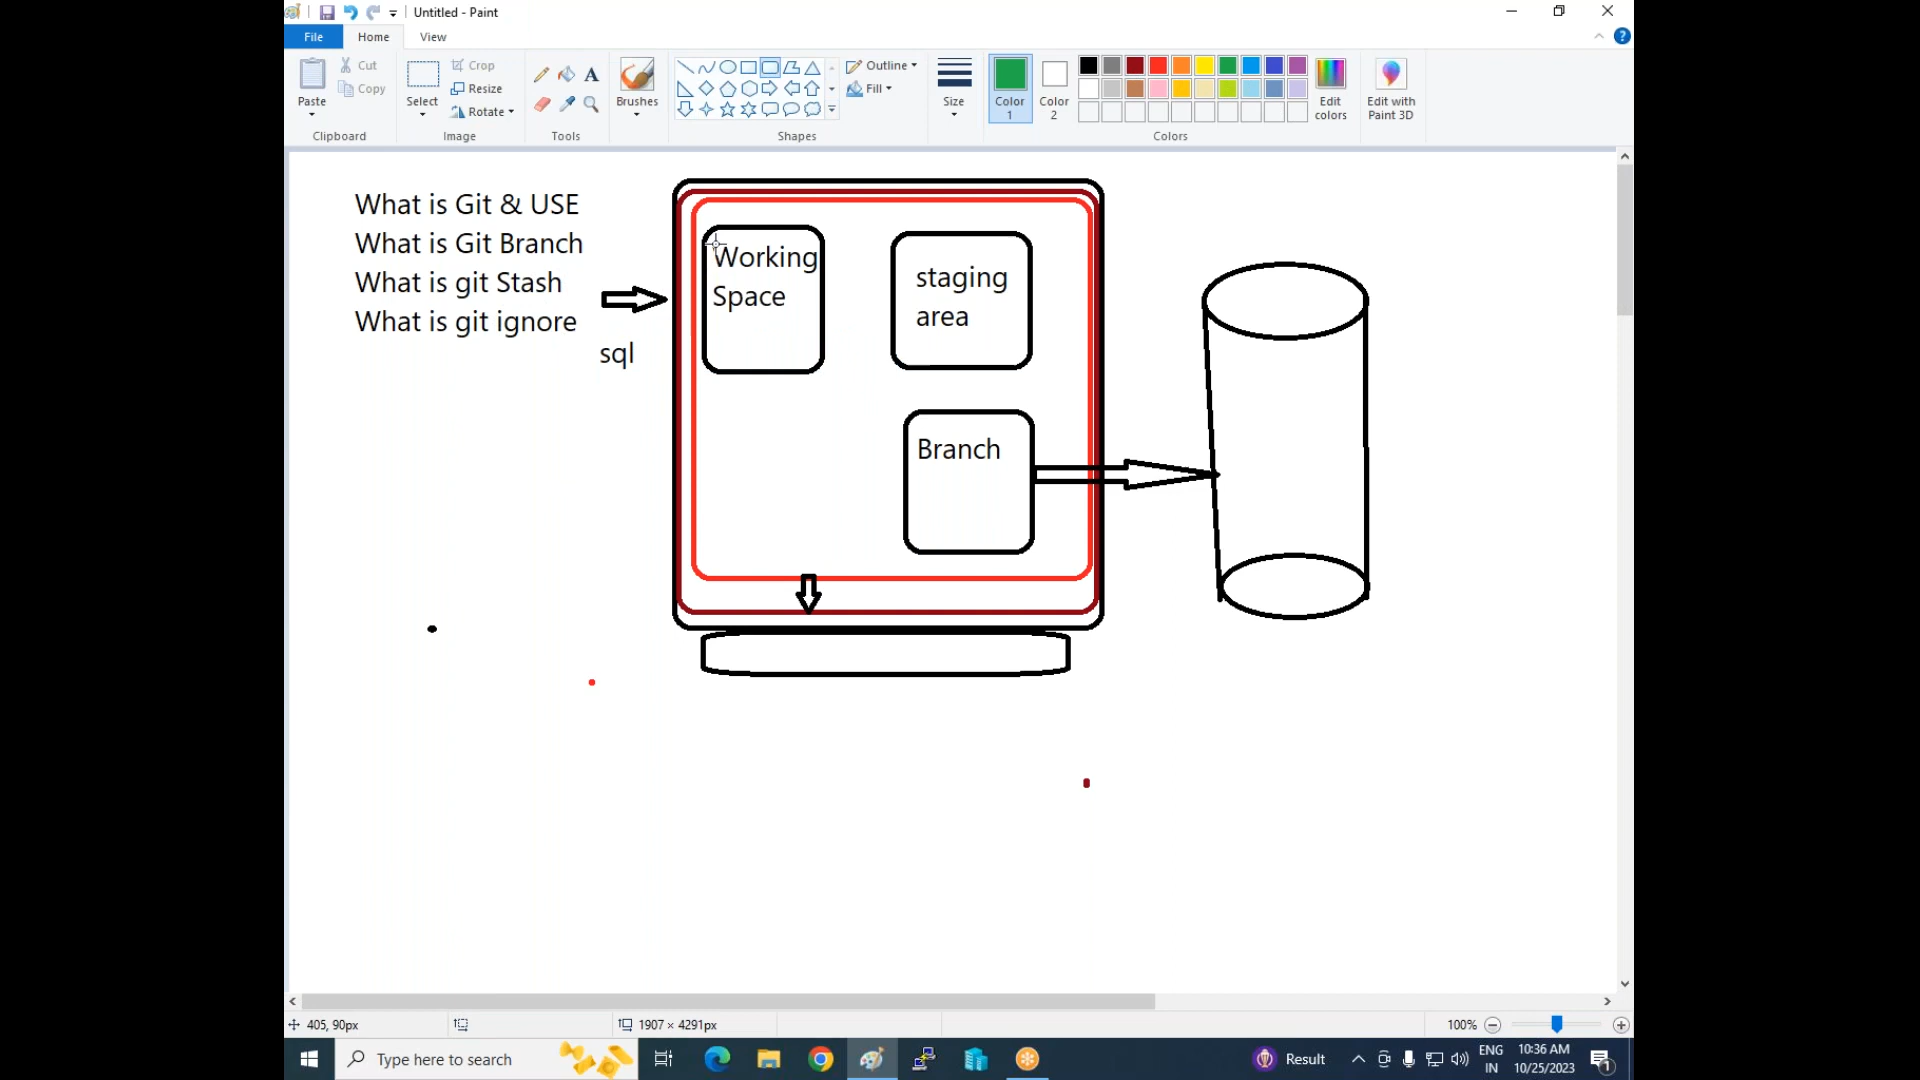 Untitled - Paint
File
Home
View
Paste
Cut
Copy
Clipboard
Select
Crop
Resize
Rotate
Image
A
Tools
Brushes
Shapes
Outline
Fill
Size
Color
1
Color
2
Edit
colors
Colors
Edit with
Paint 3D
What is Git & USE
What is Git Branch
What is git Stash
What is git ignore
sql
Working
Space
staging
area
Branch
405, 90px
1907 × 4291px
100%
Type here to search
Result
ENG
IN
10:36 AM
10/25/2023
1